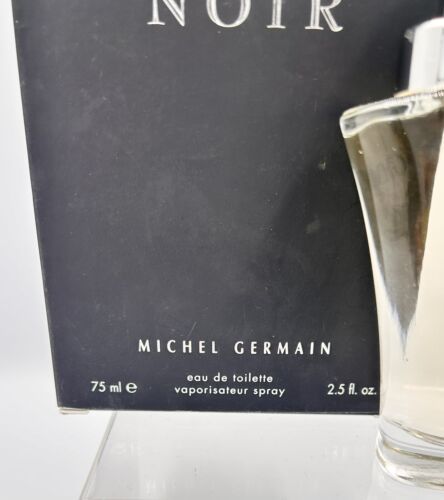 NOIR
MICHEL GERMAIN
75 ml e eau de toilette 2.5 fl. oz.
vaporisateur spray